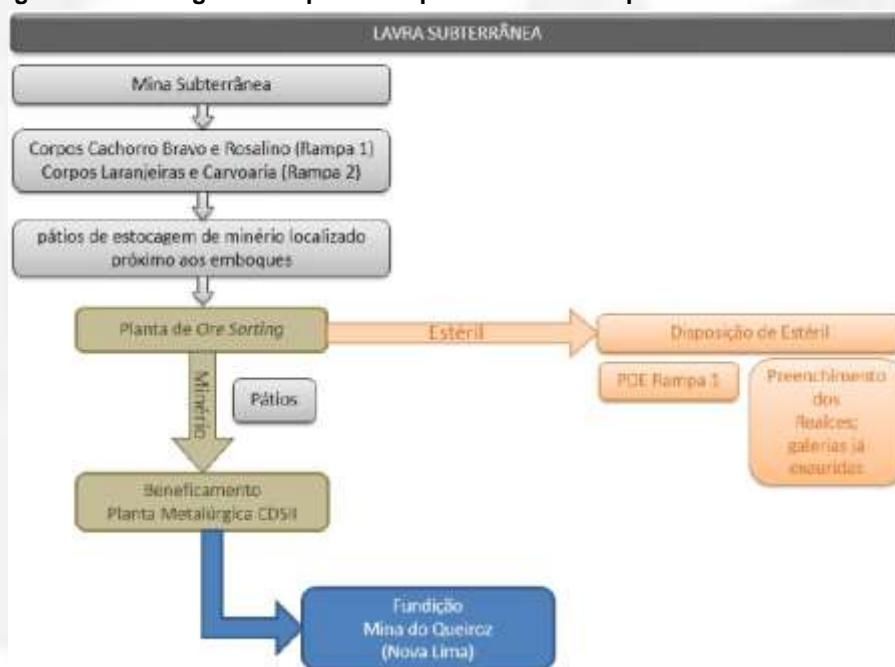 LAVRA SUBTERRÂNEA
Mina Subterrânea
Corpos Cachorro Bravo e Rosalino (Rampa 1)
Corpos Laranjeiras e Carvoaria (Rampa 2)
pátios de estocagem de minério localizado
próximo aos emboques
Planta de Ore Sorting
Estéril
Disposição de Estéril
Minério
Pátios
PDE Rampa 1
Preenchimento
dos
Realces;
galerias já
exauridas
Beneficamento
Planta Metalúrgica CDSII
Fundição
Mina do Queiroz
(Nova Lima)